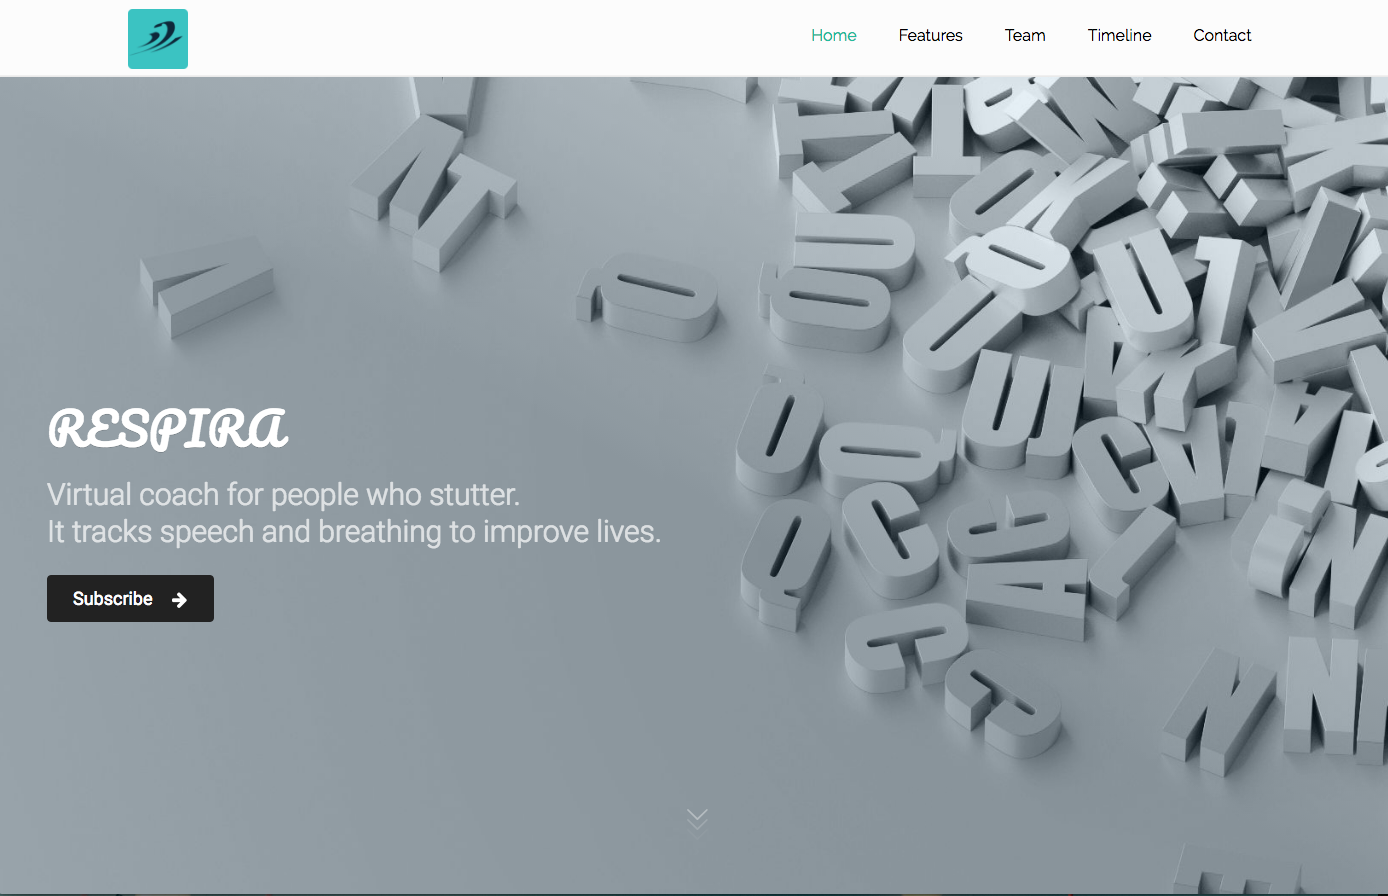 Home Features Team Timeline Contact
RESPIRA
Virtual coach for people who stutter.
It tracks speech and breathing to improve lives.
Subscribe